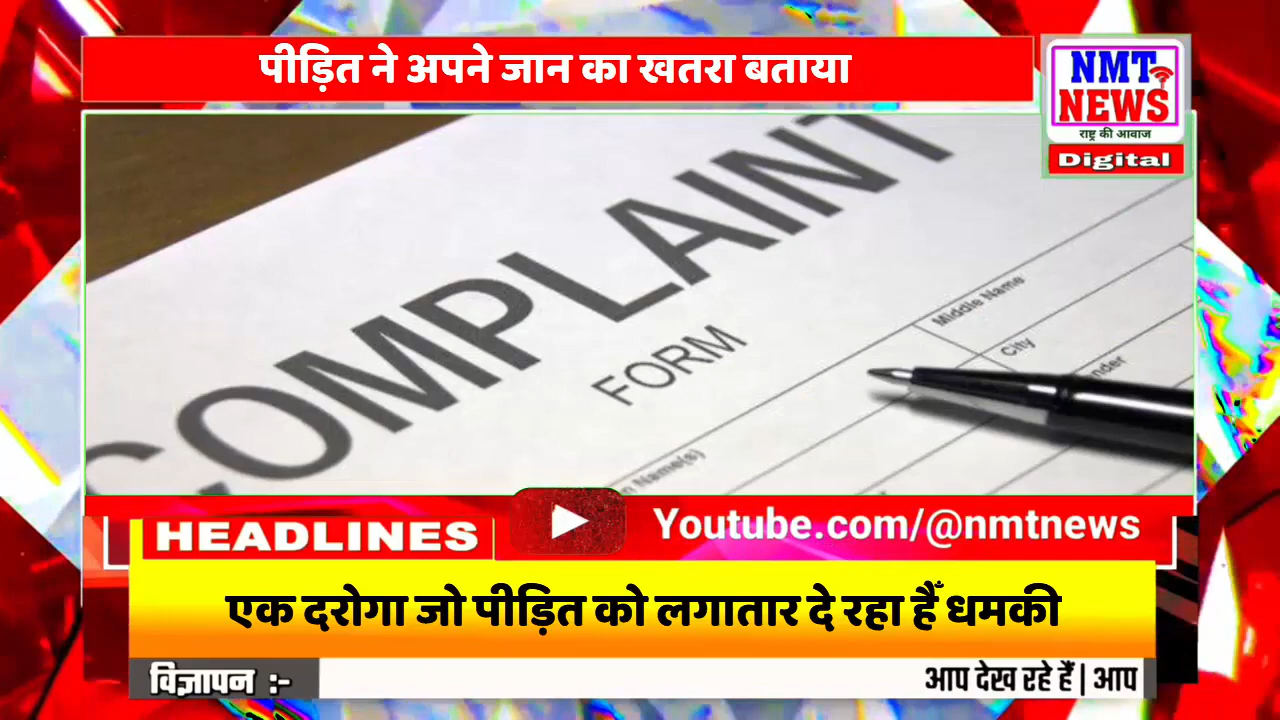 पीड़ित ने अपने जान का खतरा बताया
NMT
NEWS
राष्ट्र की आवाज
Digital
COMPLAINT
FORM
Middle Name
City
Name(s)
HEADLINES
Youtube.com/@nmtnews
एक दरोगा जो पीड़ित को लगातार दे रहा हैँ धमकी
विज्ञापन :-
आप देख रहे हैं | आप